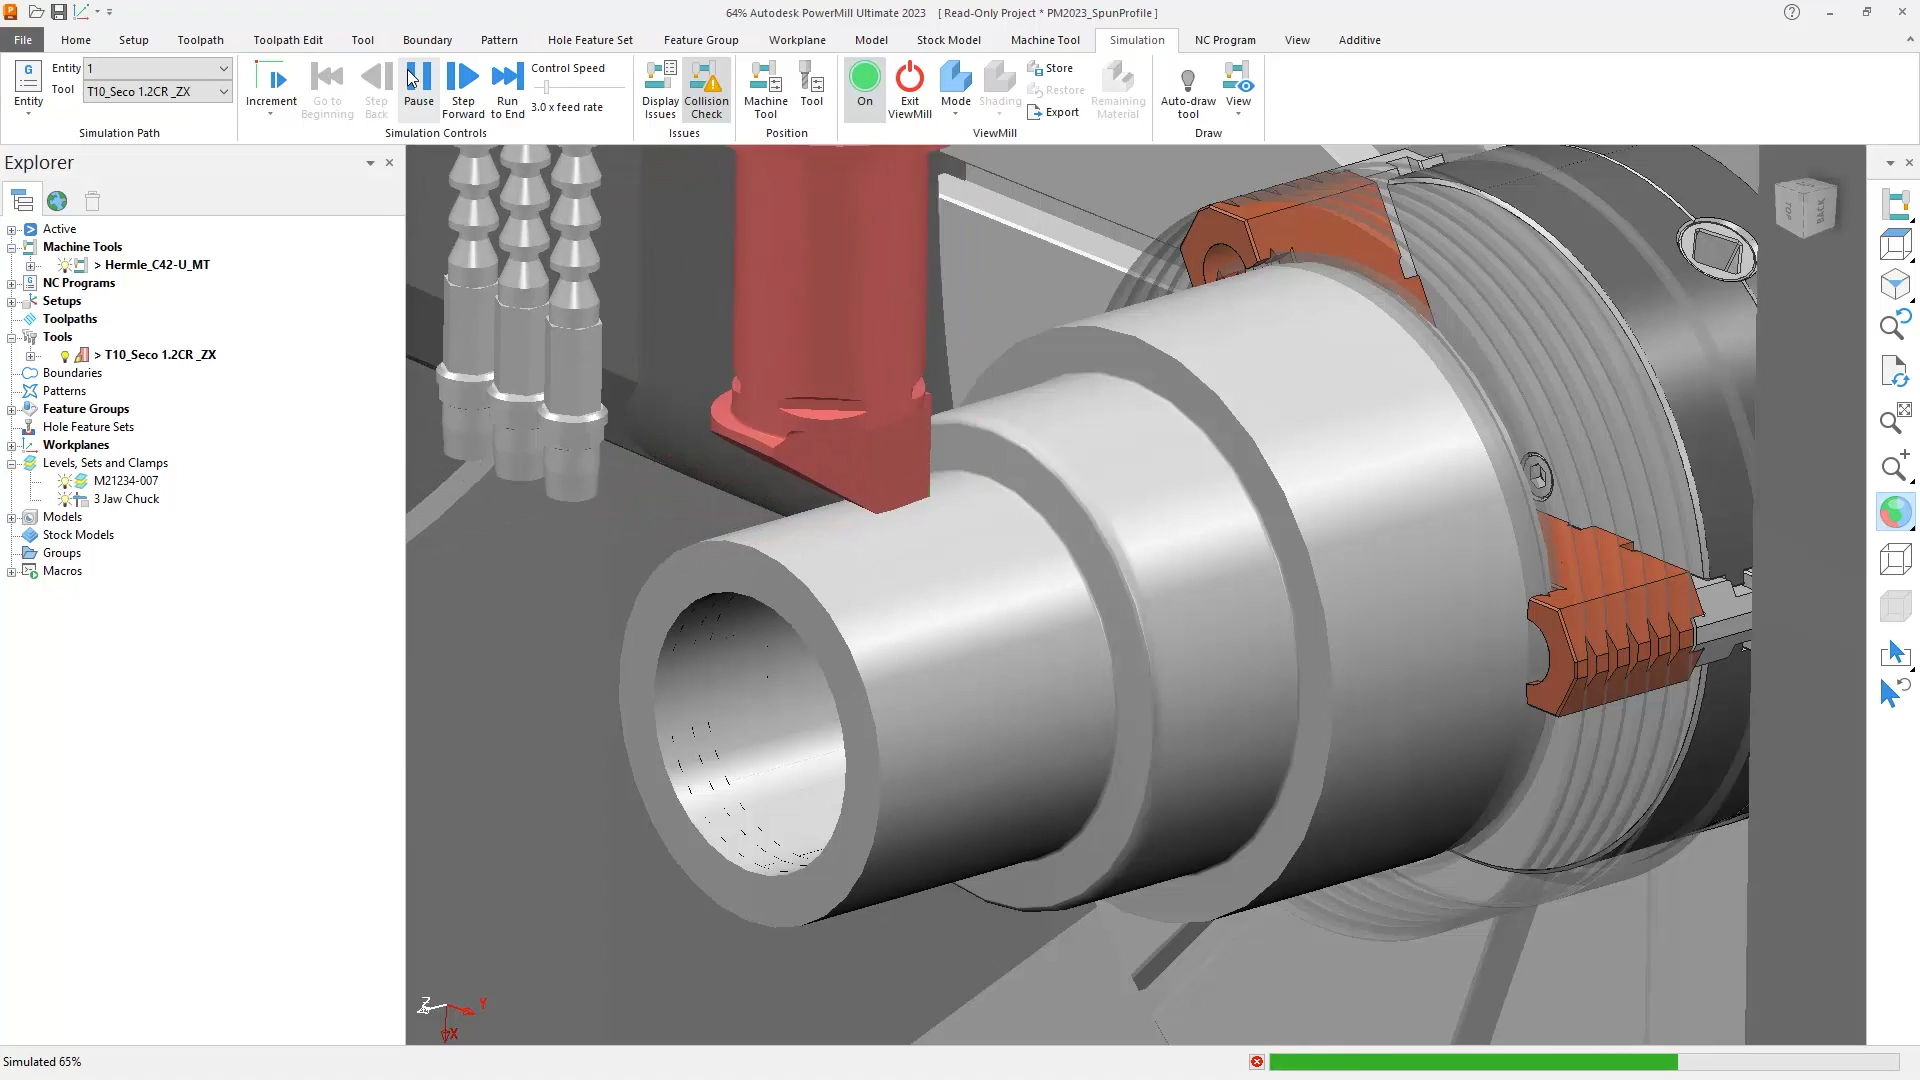 64% Autodesk PowerMill Ultimate 2023 [ Read-Only Project * PM2023_SpunProfile ]
File Home Setup Toolpath Toolpath Edit Tool Boundary Pattern Hole Feature Set Feature Group Workplane Model Stock Model Machine Tool Simulation NC Program View Additive
G
Entity
Entity 1
Tool T10_Seco 1.2CR _ZX
Simulation Path
Increment
Go to Beginning
Step Back
Pause
Step Forward
Run to End
Control Speed
3.0 x feed rate
Simulation Controls
Display Issues
Collision Check
Issues
Machine Tool
Tool
Position
On
Exit ViewMill
Mode
Shading
Store
Restore
Export
Remaining Material
ViewMill
Auto-draw tool
View
Draw
Explorer
Active
Machine Tools
> Hermle_C42-U_MT
NC Programs
Setups
Toolpaths
Tools
> T10_Seco 1.2CR _ZX
Boundaries
Patterns
Feature Groups
Hole Feature Sets
Workplanes
Levels, Sets and Clamps
M21234-007
3 Jaw Chuck
Models
Stock Models
Groups
Macros
TOP
BACK
Z
Y
X
Simulated 65%